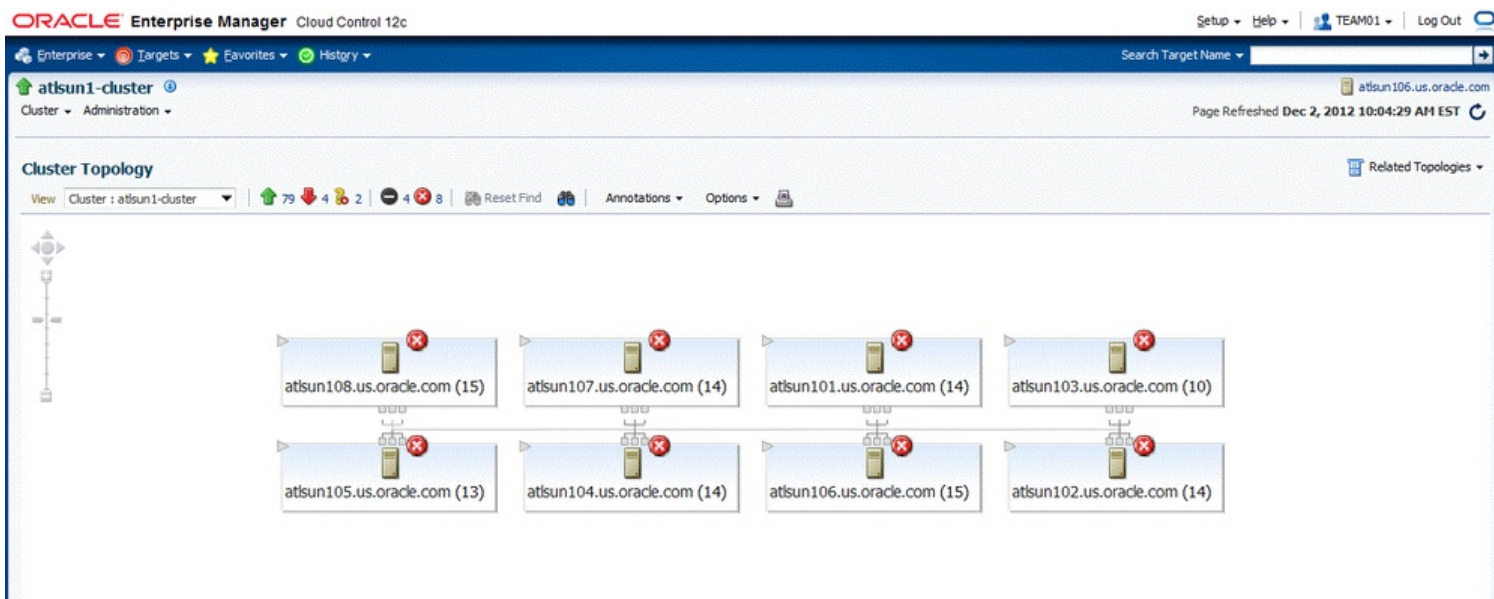 ORACLE Enterprise Manager Cloud Control 12c
Setup Help TEAM01 Log Out
Enterprise Targets Favorites History
Search Target Name
atlsun1-cluster
atlsun106.us.oracle.com
Cluster Administration
Page Refreshed Dec 2, 2012 10:04:29 AM EST
Cluster Topology
Related Topologies
View Cluster : atlsun1-cluster 79 4 2 4 8 Reset Find Annotations Options
atlsun108.us.oracle.com (15)
atlsun107.us.oracle.com (14)
atlsun101.us.oracle.com (14)
atlsun103.us.oracle.com (10)
atlsun105.us.oracle.com (13)
atlsun104.us.oracle.com (14)
atlsun106.us.oracle.com (15)
atlsun102.us.oracle.com (14)